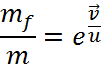 m_f/m = e^(v⃗/u)